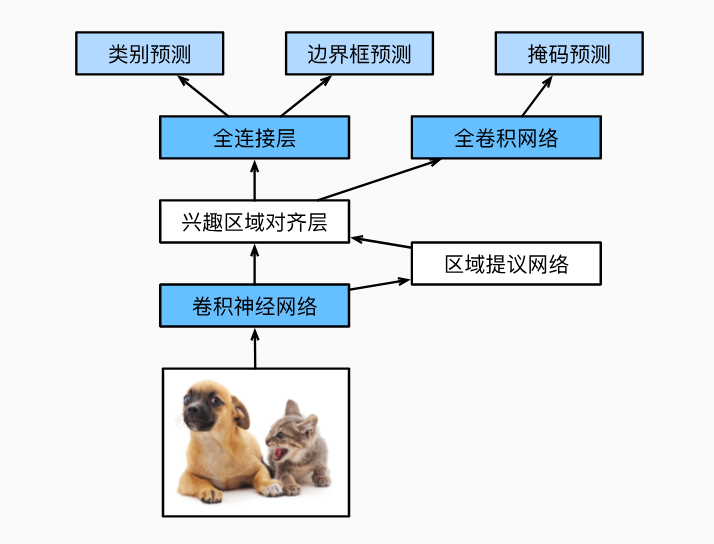 类别预测
边界框预测
掩码预测
全连接层
全卷积网络
兴趣区域对齐层
区域提议网络
卷积神经网络